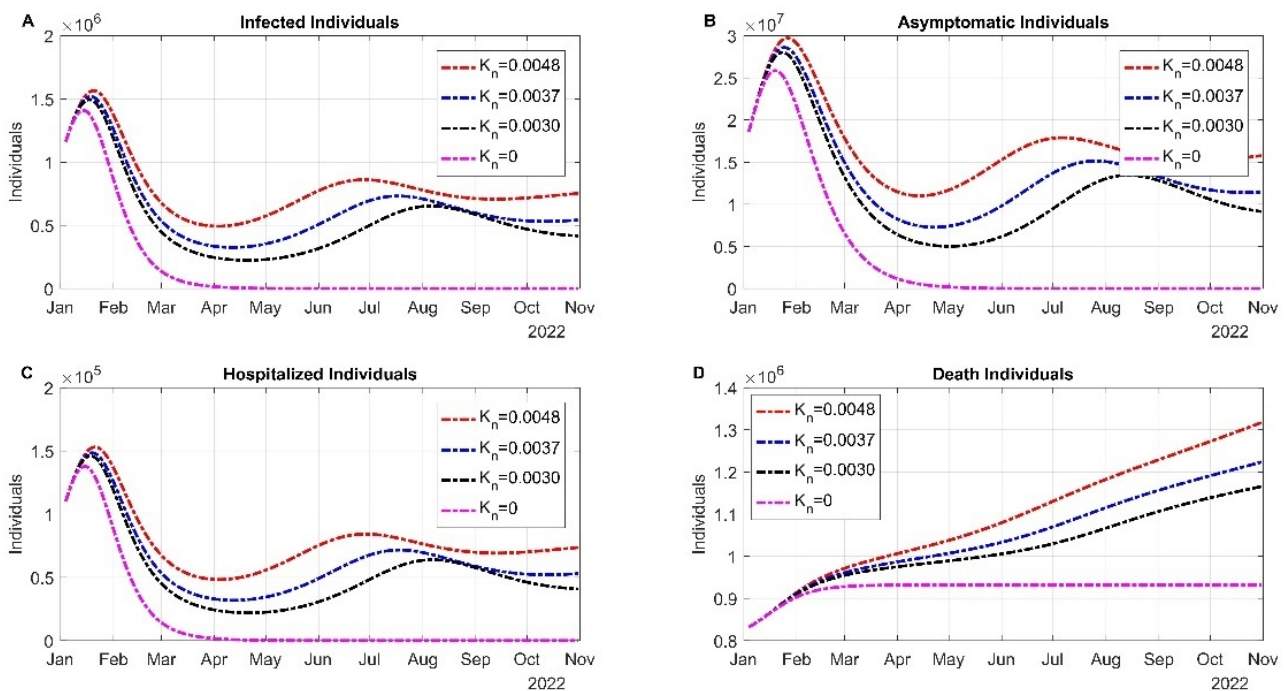 A
Infected Individuals
×10^6
2
1.5
1
0.5
0
Individuals
K_n=0.0048
K_n=0.0037
K_n=0.0030
K_n=0
Jan Feb Mar Apr May Jun Jul Aug Sep Oct Nov
2022
B
Asymptomatic Individuals
×10^7
3
2.5
2
1.5
1
0.5
0
Individuals
K_n=0.0048
K_n=0.0037
K_n=0.0030
K_n=0
Jan Feb Mar Apr May Jun Jul Aug Sep Oct Nov
2022
C
Hospitalized Individuals
×10^5
2
1.5
1
0.5
0
Individuals
K_n=0.0048
K_n=0.0037
K_n=0.0030
K_n=0
Jan Feb Mar Apr May Jun Jul Aug Sep Oct Nov
2022
D
Death Individuals
×10^6
1.4
1.3
1.2
1.1
1
0.9
0.8
Individuals
K_n=0.0048
K_n=0.0037
K_n=0.0030
K_n=0
Jan Feb Mar Apr May Jun Jul Aug Sep Oct Nov
2022